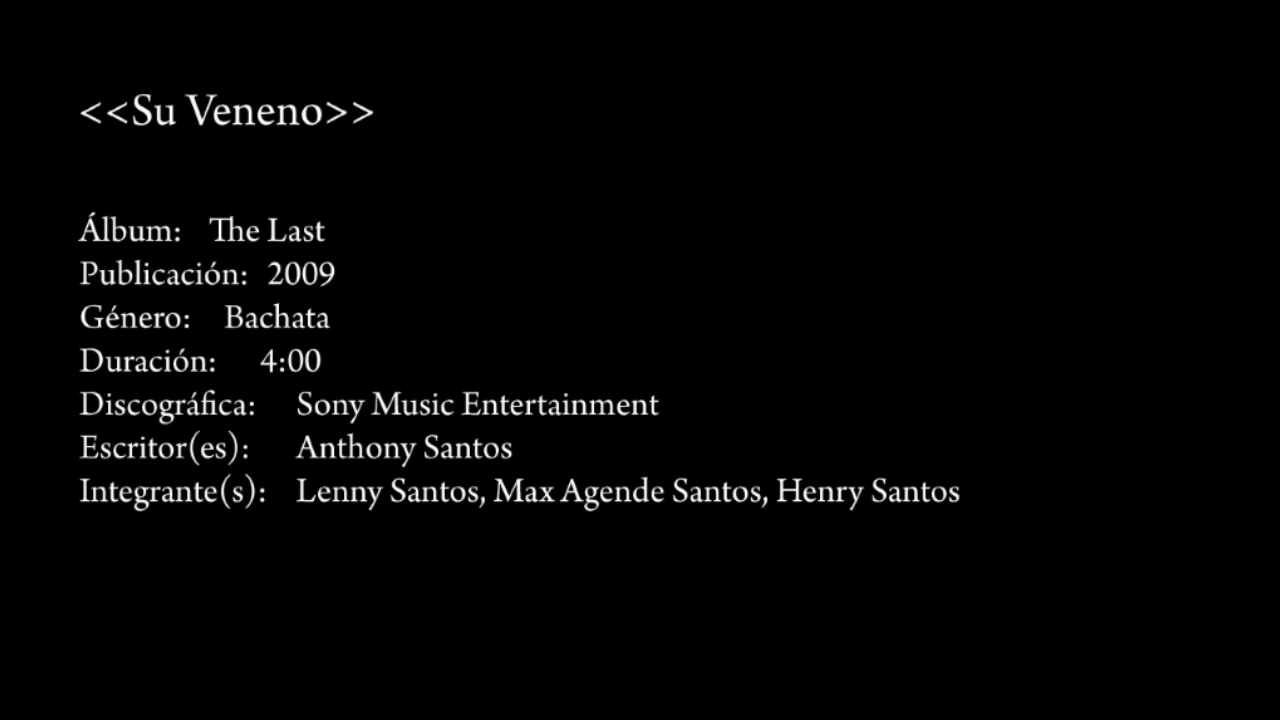 <<Su Veneno>>
Álbum: The Last
Publicación: 2009
Género: Bachata
Duración: 4:00
Discográfica: Sony Music Entertainment
Escritor(es): Anthony Santos
Integrante(s): Lenny Santos, Max Agende Santos, Henry Santos